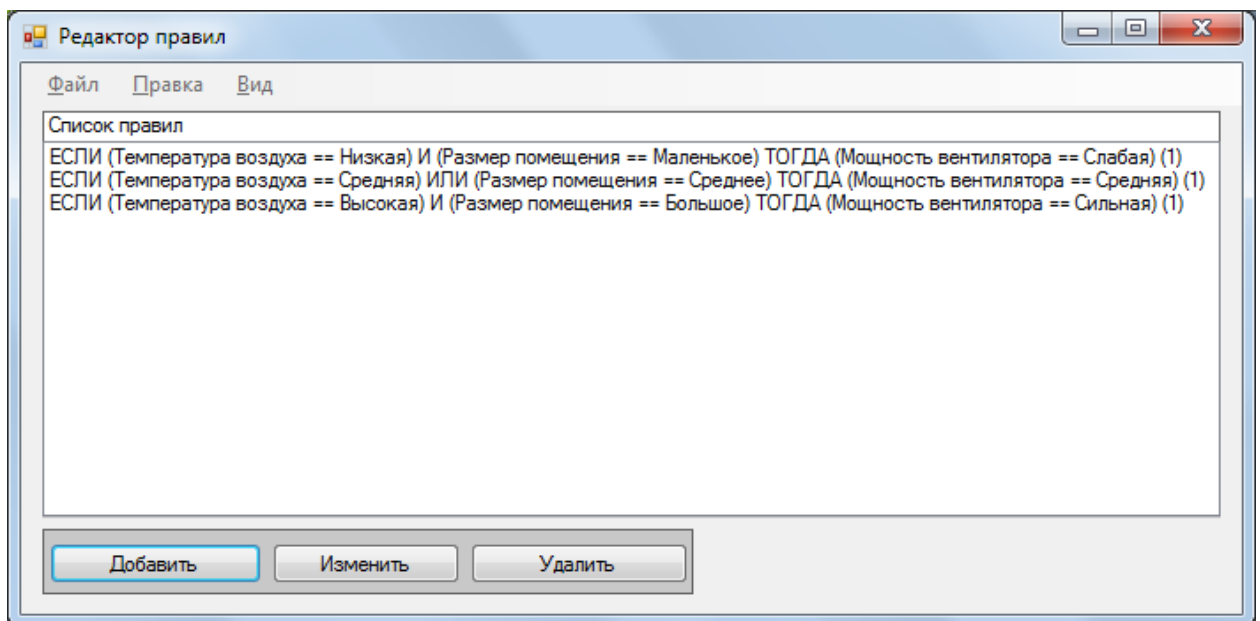 Редактор правил
Файл Правка Вид
Список правил
ЕСЛИ (Температура воздуха == Низкая) И (Размер помещения == Маленькое) ТОГДА (Мощность вентилятора == Слабая) (1)
ЕСЛИ (Температура воздуха == Средняя) ИЛИ (Размер помещения == Среднее) ТОГДА (Мощность вентилятора == Средняя) (1)
ЕСЛИ (Температура воздуха == Высокая) И (Размер помещения == Большое) ТОГДА (Мощность вентилятора == Сильная) (1)
Добавить Изменить Удалить